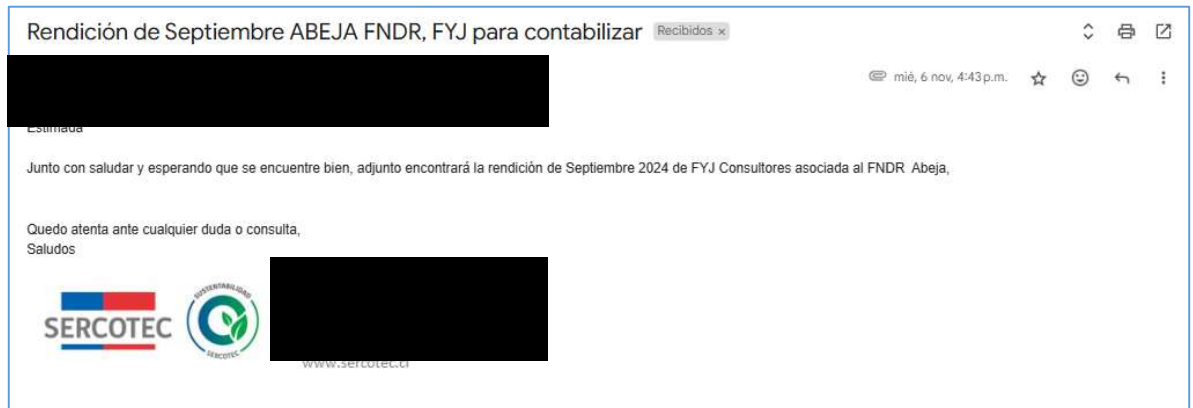 Rendición de Septiembre ABEJA FNDR, FYJ para contabilizar Recibidos x
mié, 6 nov, 4:43 p.m.
Estimada
Junto con saludar y esperando que se encuentre bien, adjunto encontrará la rendición de Septiembre 2024 de FYJ Consultores asociada al FNDR Abeja,
Quedo atenta ante cualquier duda o consulta,
Saludos
SERCOTEC
SUSTENTABILIDAD
SERCOTEC
www.sercotec.cl